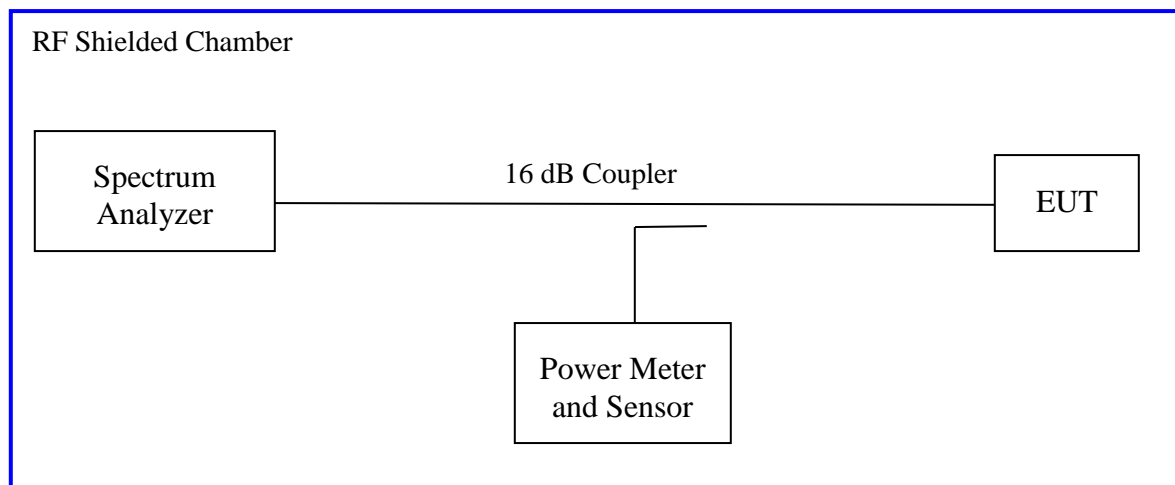 RF Shielded Chamber
16 dB Coupler
Spectrum
Analyzer
EUT
Power Meter
and Sensor